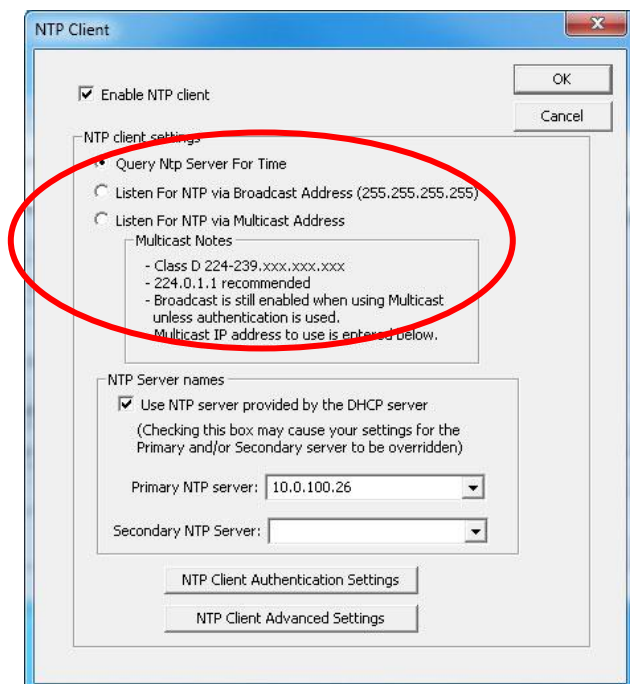 NTP Client
OK
Enable NTP client
Cancel
NTP client settings
Query Ntp Server For Time
Listen For NTP via Broadcast Address (255.255.255.255)
Listen For NTP via Multicast Address
Multicast Notes
- Class D 224-239.xxx.xxx.xxx
- 224.0.1.1 recommended
- Broadcast is still enabled when using Multicast
unless authentication is used.
- Multicast IP address to use is entered below.
NTP Server names
Use NTP server provided by the DHCP server
(Checking this box may cause your settings for the
Primary and/or Secondary server to be overridden)
Primary NTP server: 10.0.100.26
Secondary NTP Server:
NTP Client Authentication Settings
NTP Client Advanced Settings